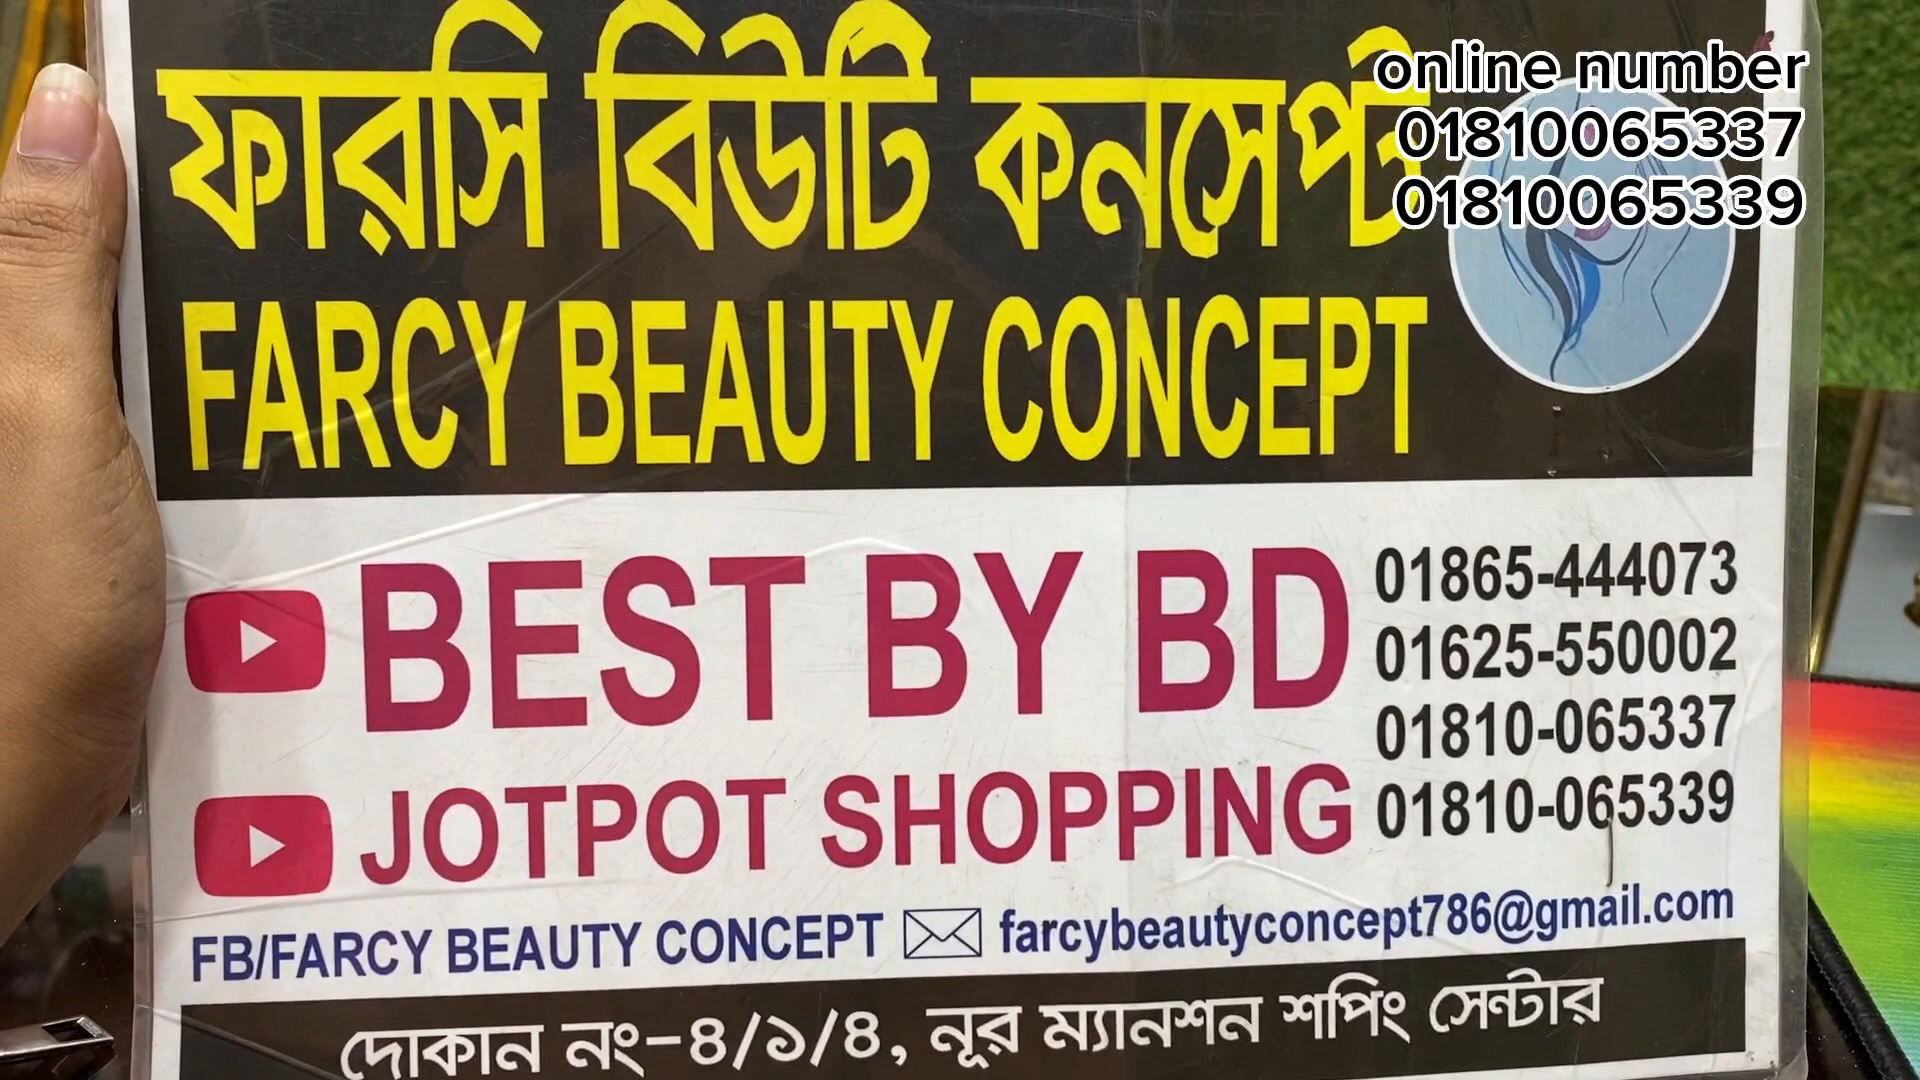 online number
01810065337
01810065339
ফারসি বিউটি কনসেপ্ট
FARCY BEAUTY CONCEPT
BEST BY BD
JOTPOT SHOPPING
01865-444073
01625-550002
01810-065337
01810-065339
FB/FARCY BEAUTY CONCEPT farcybeautyconcept786@gmail.com
দোকান নং-৪/১/৪, নূর ম্যানশন শপিং সেন্টার